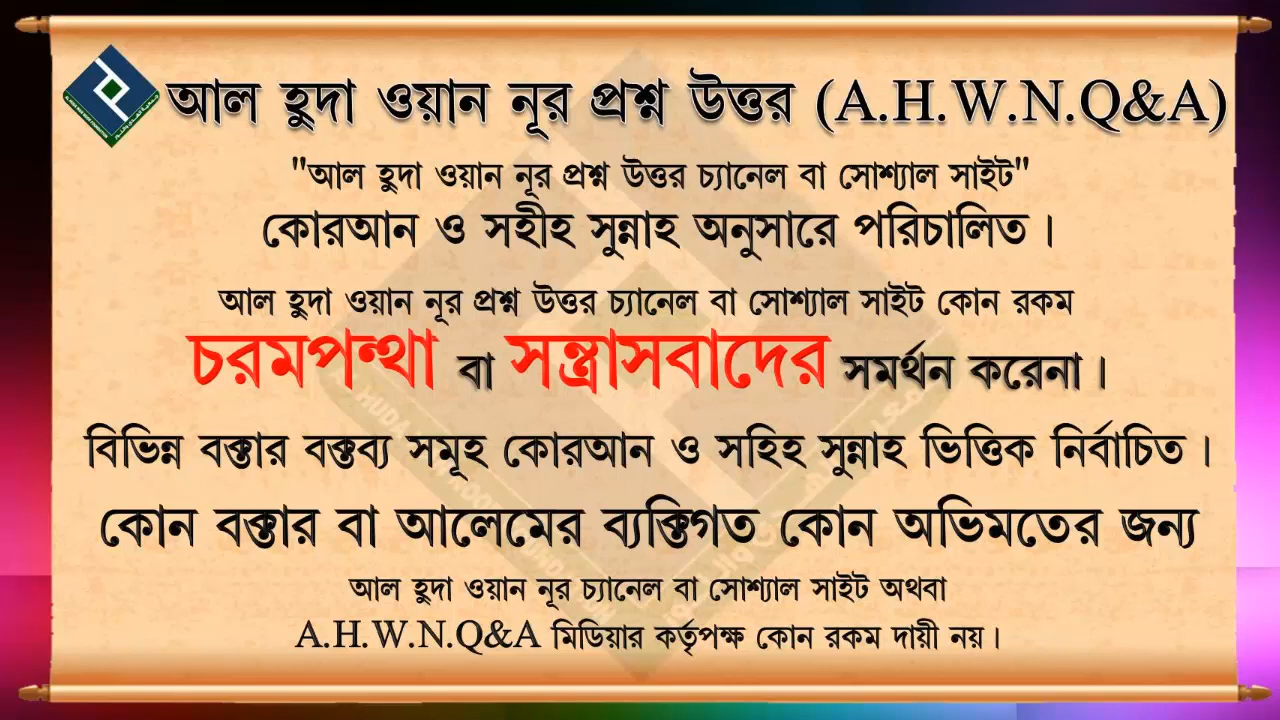 আল হুদা ওয়ান নূর প্রশ্ন উত্তর (A.H.W.N.Q&A)
"আল হুদা ওয়ান নূর প্রশ্ন উত্তর চ্যানেল বা সোশ্যাল সাইট"
কোরআন ও সহীহ সুন্নাহ অনুসারে পরিচালিত।
আল হুদা ওয়ান নূর প্রশ্ন উত্তর চ্যানেল বা সোশ্যাল সাইট কোন রকম
চরমপন্থা বা সন্ত্রাসবাদের সমর্থন করেনা।
বিভিন্ন বক্তার বক্তব্য সমূহ কোরআন ও সহিহ সুন্নাহ ভিত্তিক নির্বাচিত।
কোন বক্তার বা আলেমের ব্যক্তিগত কোন অভিমতের জন্য
আল হুদা ওয়ান নূর চ্যানেল বা সোশ্যাল সাইট অথবা
A.H.W.N.Q&A মিডিয়ার কর্তৃপক্ষ কোন রকম দায়ী নয়।